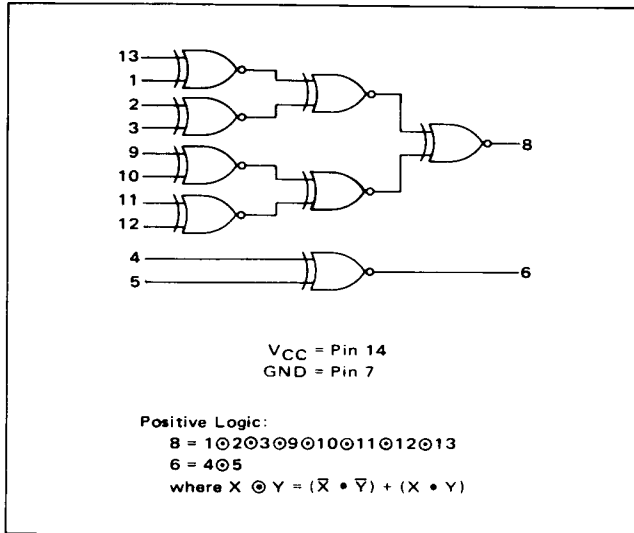 13
1
2
3
9
10
11
12
8
4
5
6
VCC = Pin 14
GND = Pin 7
Positive Logic:
8 = 1⊙2⊙3⊙9⊙10⊙11⊙12⊙13
6 = 4⊙5
where X ⊙ Y = (X̅ • Y̅) + (X • Y)